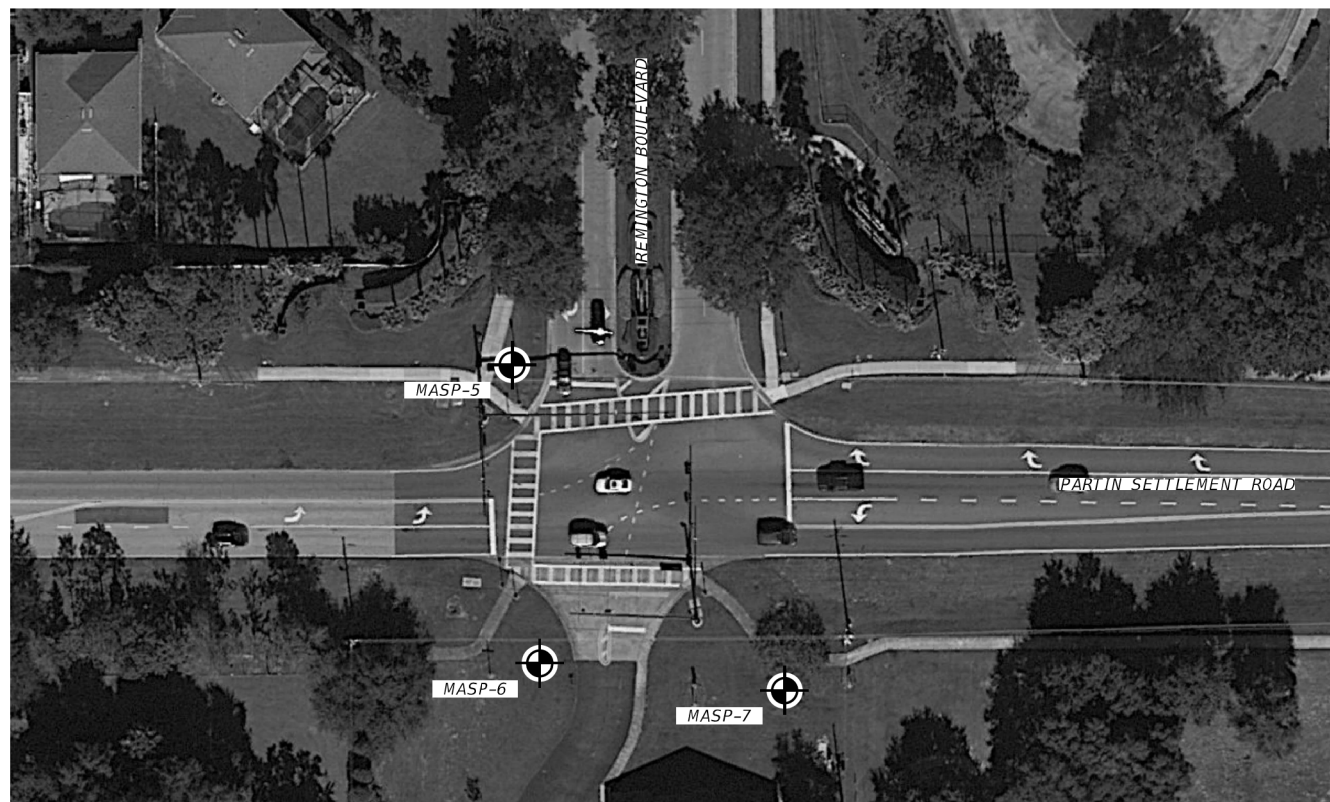 REMINGTON BOULEVARD
MASP-5
PARTIN SETTLEMENT ROAD
MASP-6
MASP-7